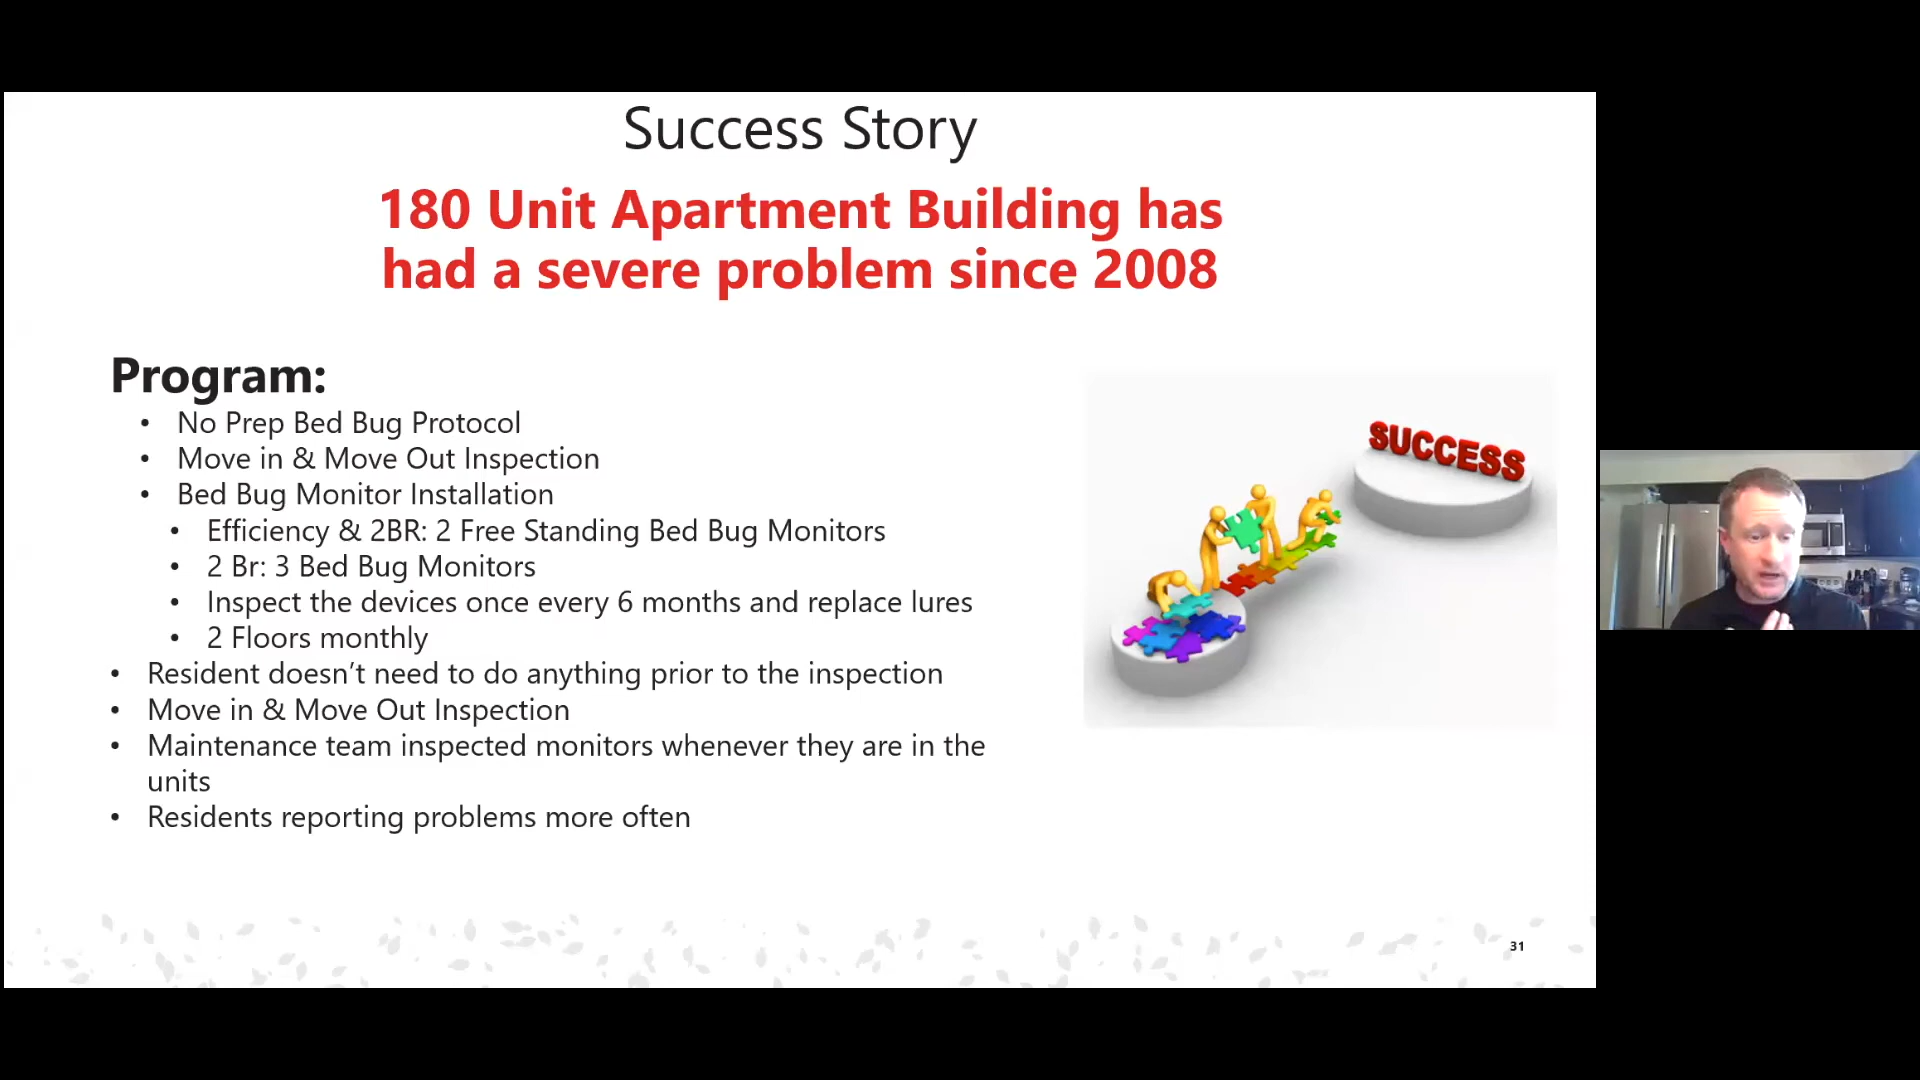 Success Story
180 Unit Apartment Building has
had a severe problem since 2008
Program:
• No Prep Bed Bug Protocol
• Move in & Move Out Inspection
• Bed Bug Monitor Installation
• Efficiency & 2BR: 2 Free Standing Bed Bug Monitors
• 2 Br: 3 Bed Bug Monitors
• Inspect the devices once every 6 months and replace lures
• 2 Floors monthly
• Resident doesn’t need to do anything prior to the inspection
• Move in & Move Out Inspection
• Maintenance team inspected monitors whenever they are in the
units
• Residents reporting problems more often
SUCCESS
31